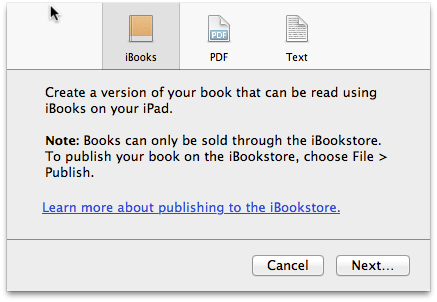 iBooks PDF Text
Create a version of your book that can be read using
iBooks on your iPad.
Note: Books can only be sold through the iBookstore.
To publish your book on the iBookstore, choose File >
Publish.
Learn more about publishing to the iBookstore.
Cancel Next...